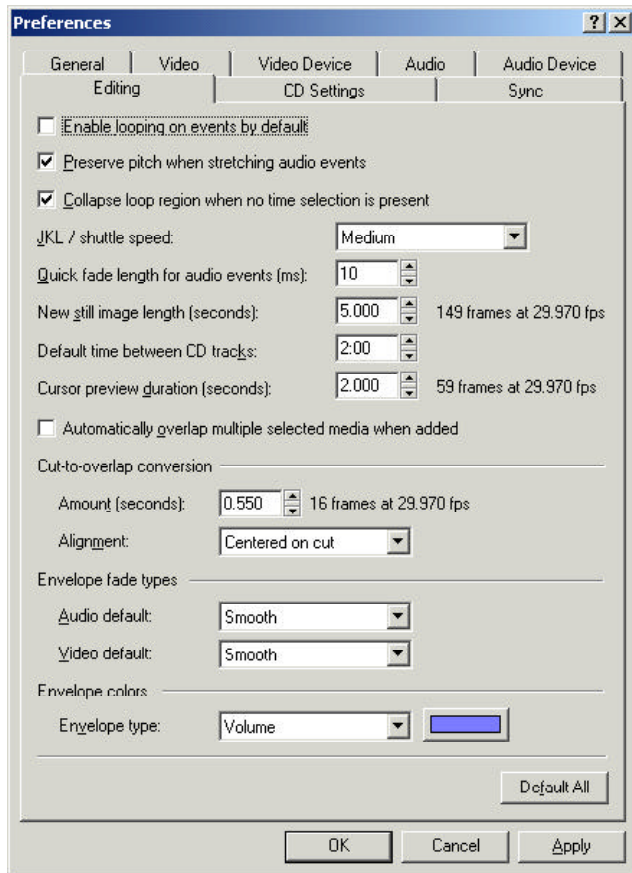 Preferences
General Video Video Device Audio Audio Device
Editing CD Settings Sync
Enable looping on events by default
Preserve pitch when stretching audio events
Collapse loop region when no time selection is present
JKL / shuttle speed: Medium
Quick fade length for audio events (ms): 10
New still image length (seconds): 5.000 149 frames at 29.970 fps
Default time between CD tracks: 2:00
Cursor preview duration (seconds): 2.000 59 frames at 29.970 fps
Automatically overlap multiple selected media when added
Cut-to-overlap conversion
Amount (seconds): 0.550 16 frames at 29.970 fps
Alignment: Centered on cut
Envelope fade types
Audio default: Smooth
Video default: Smooth
Envelope colors
Envelope type: Volume
Default All
OK Cancel Apply